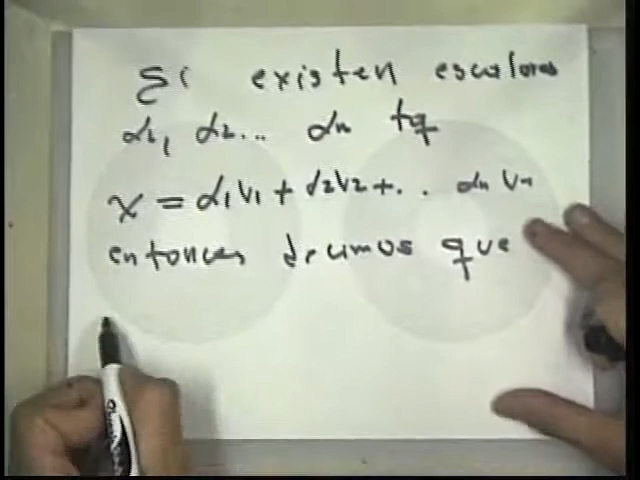 Si existen escalares
α1, α2... αn tq
x = α1v1 + α2v2 + .. αn vn
entonces decimos que